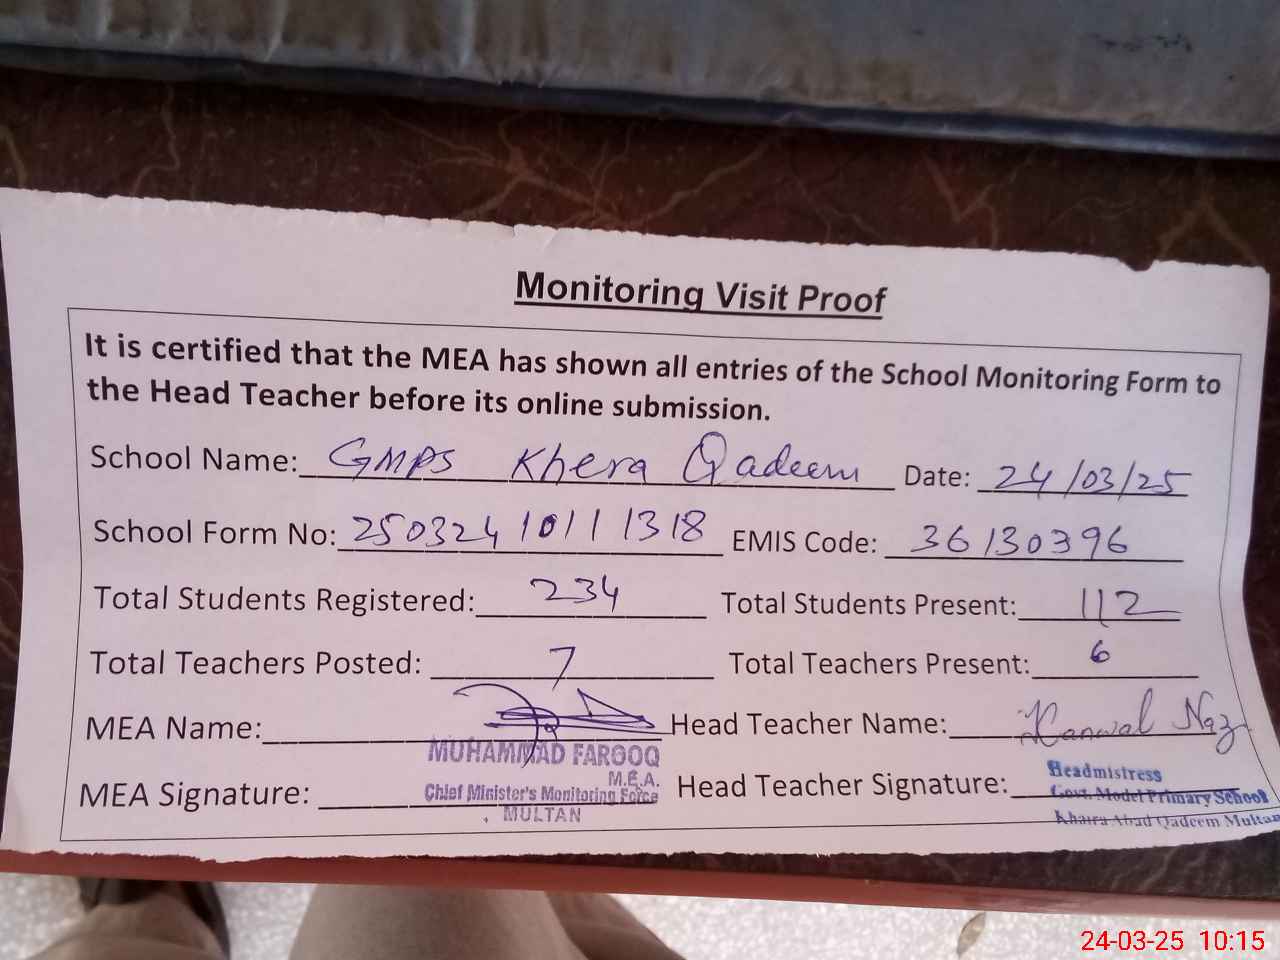 Monitoring Visit Proof
It is certified that the MEA has shown all entries of the School Monitoring Form to
the Head Teacher before its online submission.
School Name: GMPS Khera Qadeem Date: 24/03/25
School Form No: 25032410111318 EMIS Code: 36130396
Total Students Registered: 234 Total Students Present: 112
Total Teachers Posted: 7 Total Teachers Present: 6
MEA Name: Head Teacher Name: Kanwal Naz
MUHAMMAD FAROOQ
M.E.A.
MEA Signature: Chief Minister's Monitoring Force
MULTAN
Head Teacher Signature: Headmistress
Govt. Model Primary School
Khaira Abad Qadeem Multan
24-03-25 10:15